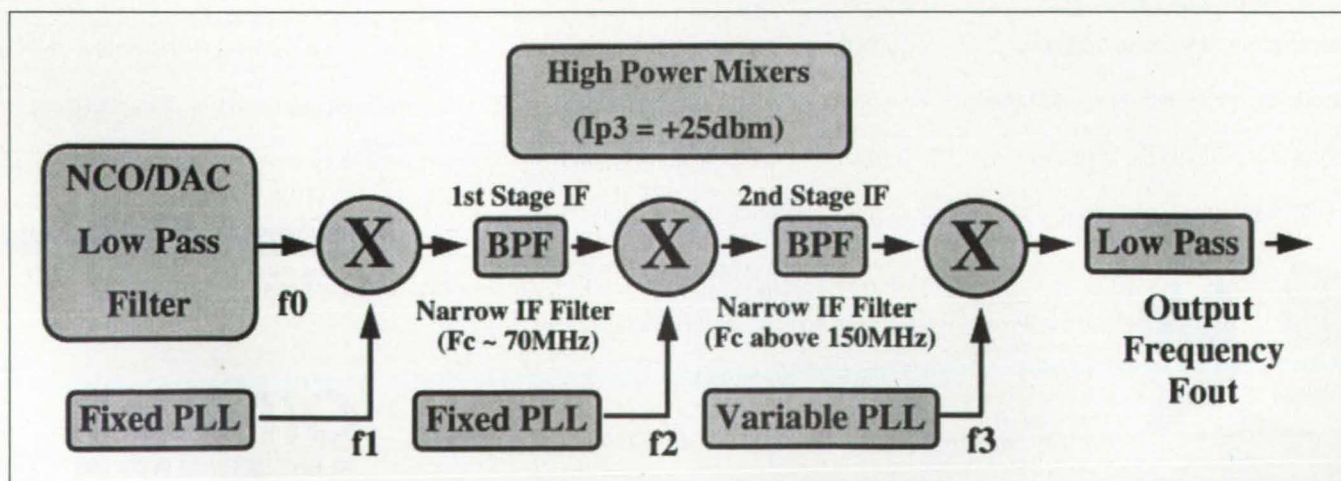 High Power Mixers
(Ip3 = +25dbm)
NCO/DAC
Low Pass
Filter
f0
X
1st Stage IF
BPF
Narrow IF Filter
(Fc ~ 70MHz)
X
2nd Stage IF
BPF
Narrow IF Filter
(Fc above 150MHz)
X
Low Pass
Output
Frequency
Fout
Fixed PLL
f1
Fixed PLL
f2
Variable PLL
f3